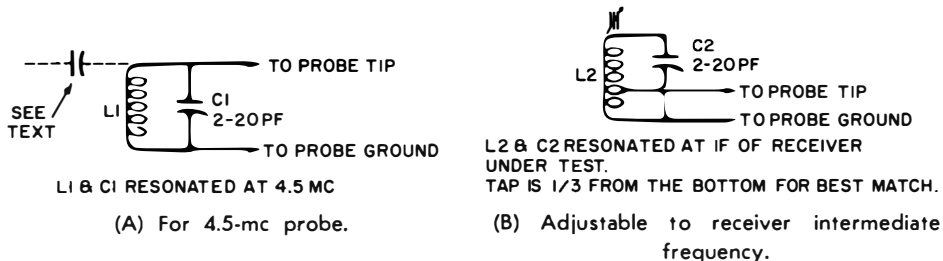 SEE
TEXT
L1
C1
2-20PF
TO PROBE TIP
TO PROBE GROUND
L1 & C1 RESONATED AT 4.5 MC
(A) For 4.5-mc probe.
L2
C2
2-20PF
TO PROBE TIP
TO PROBE GROUND
L2 & C2 RESONATED AT IF OF RECEIVER
UNDER TEST.
TAP IS 1/3 FROM THE BOTTOM FOR BEST MATCH.
(B) Adjustable to receiver intermediate
frequency.